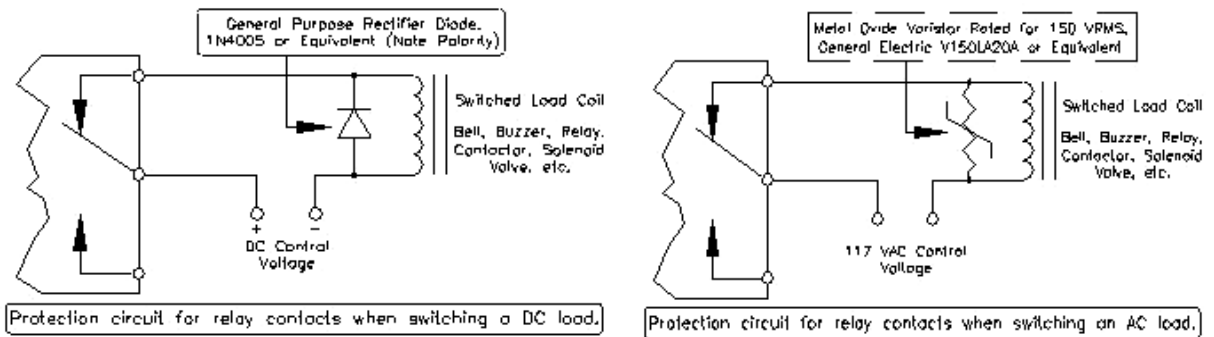 General Purpose Rectifier Diode.
1N4005 or Equivalent (Note Polarity)
Switched Load Coil
Bell, Buzzer, Relay,
Contactor, Solenoid
Valve, etc.
+ −
DC Control
Voltage
Protection circuit for relay contacts when switching a DC load.
Metal Oxide Varistor Rated for 150 VRMS,
General Electric V150LA20A or Equivalent
Switched Load Coil
Bell, Buzzer, Relay,
Contactor, Solenoid
Valve, etc.
117 VAC Control
Voltage
Protection circuit for relay contacts when switching an AC load.